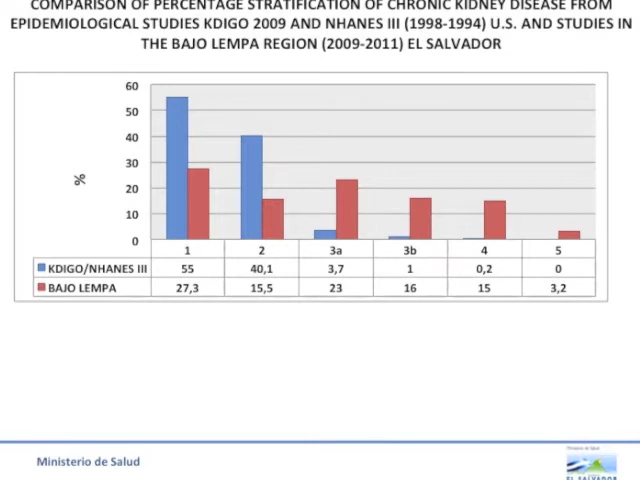 COMPARISON OF PERCENTAGE STRATIFICATION OF CHRONIC KIDNEY DISEASE FROM
EPIDEMIOLOGICAL STUDIES KDIGO 2009 AND NHANES III (1998-1994) U.S. AND STUDIES IN
THE BAJO LEMPA REGION (2009-2011) EL SALVADOR
60
50
40
30
20
10
0
%
1 2 3a 3b 4 5
KDIGO/NHANES III 55 40,1 3,7 1 0,2 0
BAJO LEMPA 27,3 15,5 23 16 15 3,2
Ministerio de Salud
Ministerio de Salud
EL SALVADOR